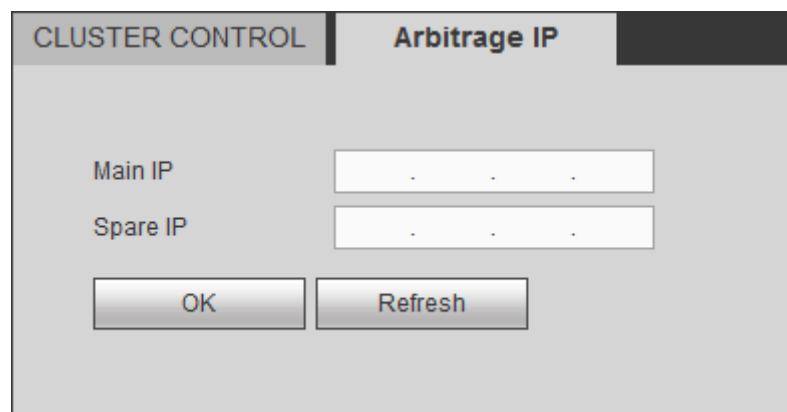 CLUSTER CONTROL Arbitrage IP
Main IP . . .
Spare IP . . .
OK Refresh